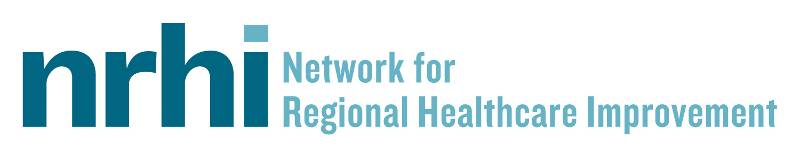 nrhi
Network for
Regional Healthcare Improvement